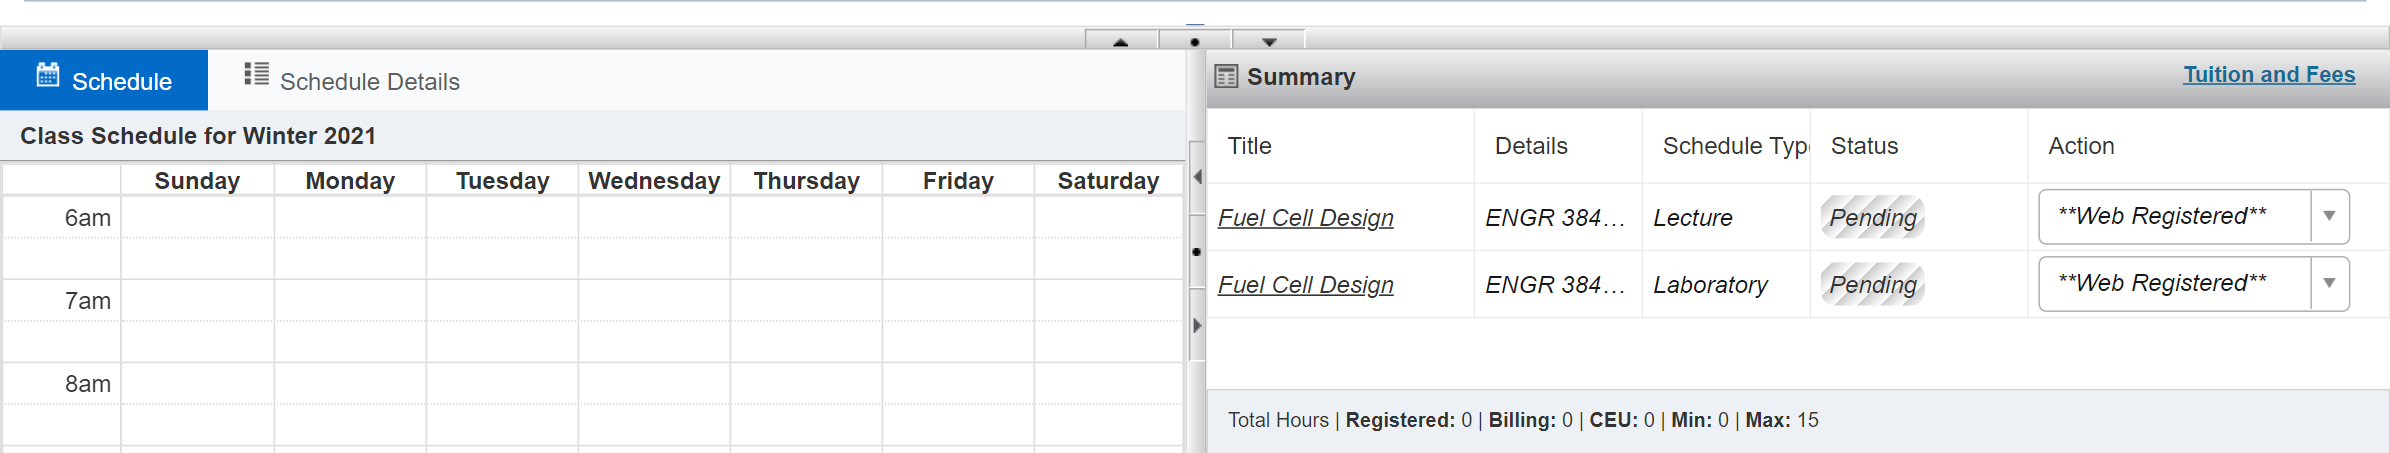 Schedule
Schedule Details
Class Schedule for Winter 2021
Sunday Monday Tuesday Wednesday Thursday Friday Saturday
6am
7am
8am
Summary Tuition and Fees
Title Details Schedule Typ Status Action
Fuel Cell Design ENGR 384... Lecture Pending **Web Registered**
Fuel Cell Design ENGR 384... Laboratory Pending **Web Registered**
Total Hours | Registered: 0 | Billing: 0 | CEU: 0 | Min: 0 | Max: 15